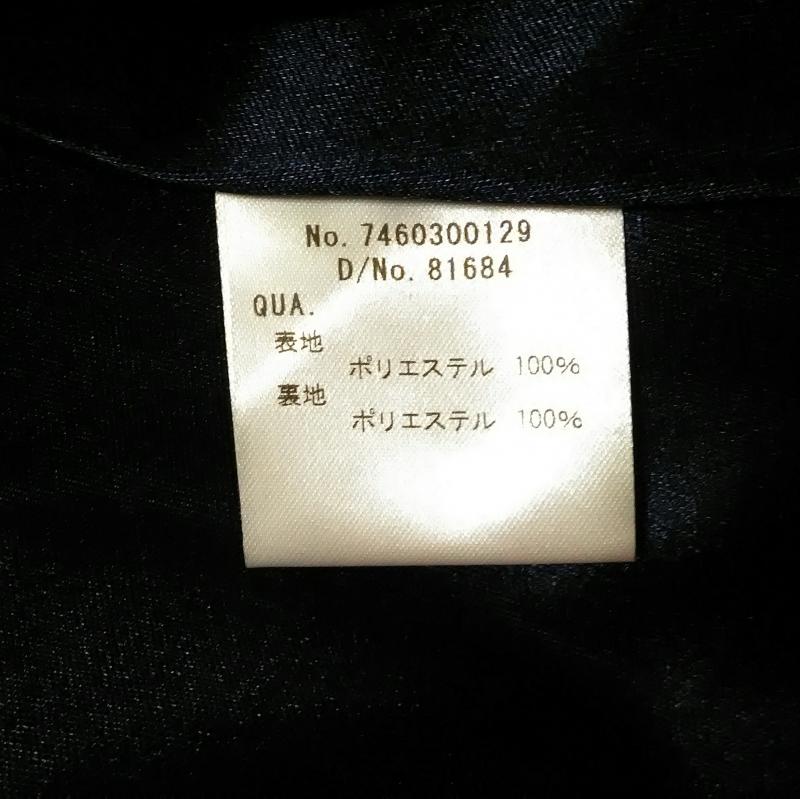 No. 7460300129
D/No. 81684
QUA.
表地
ポリエステル 100%
裏地
ポリエステル 100%